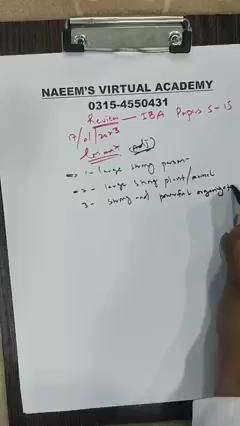 NAEEM'S VIRTUAL ACADEMY
0315-4550431
Review — IBA Papers 5-15
(Adj)
=> 1- large strong person
=> 2- large strong plant/animal
3- strong and powerful